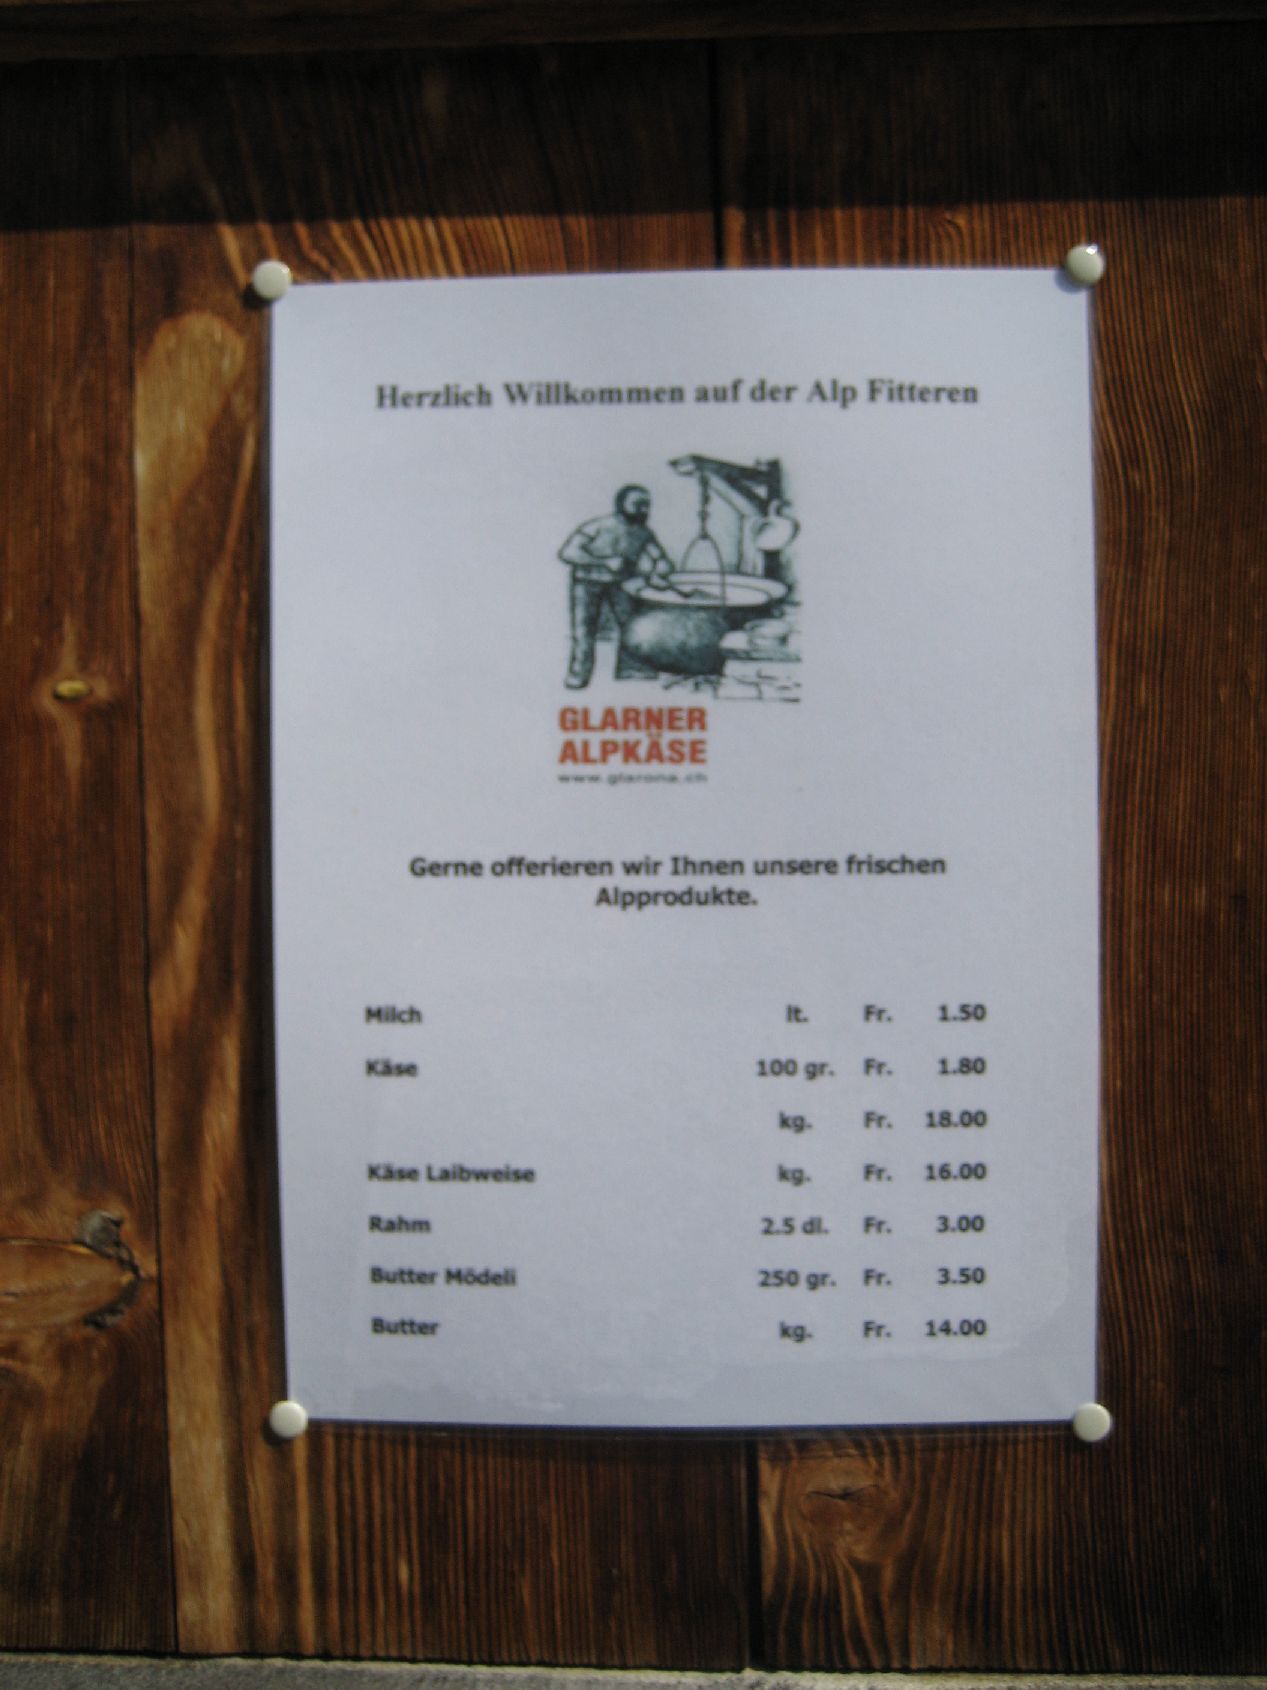 Herzlich Willkommen auf der Alp Fitteren
GLARNER
ALPKÄSE
www.glarona.ch
Gerne offerieren wir Ihnen unsere frischen
Alpprodukte.
Milch lt. Fr. 1.50
Käse 100 gr. Fr. 1.80
kg. Fr. 18.00
Käse Laibweise kg. Fr. 16.00
Rahm 2.5 dl. Fr. 3.00
Butter Mödeli 250 gr. Fr. 3.50
Butter kg. Fr. 14.00